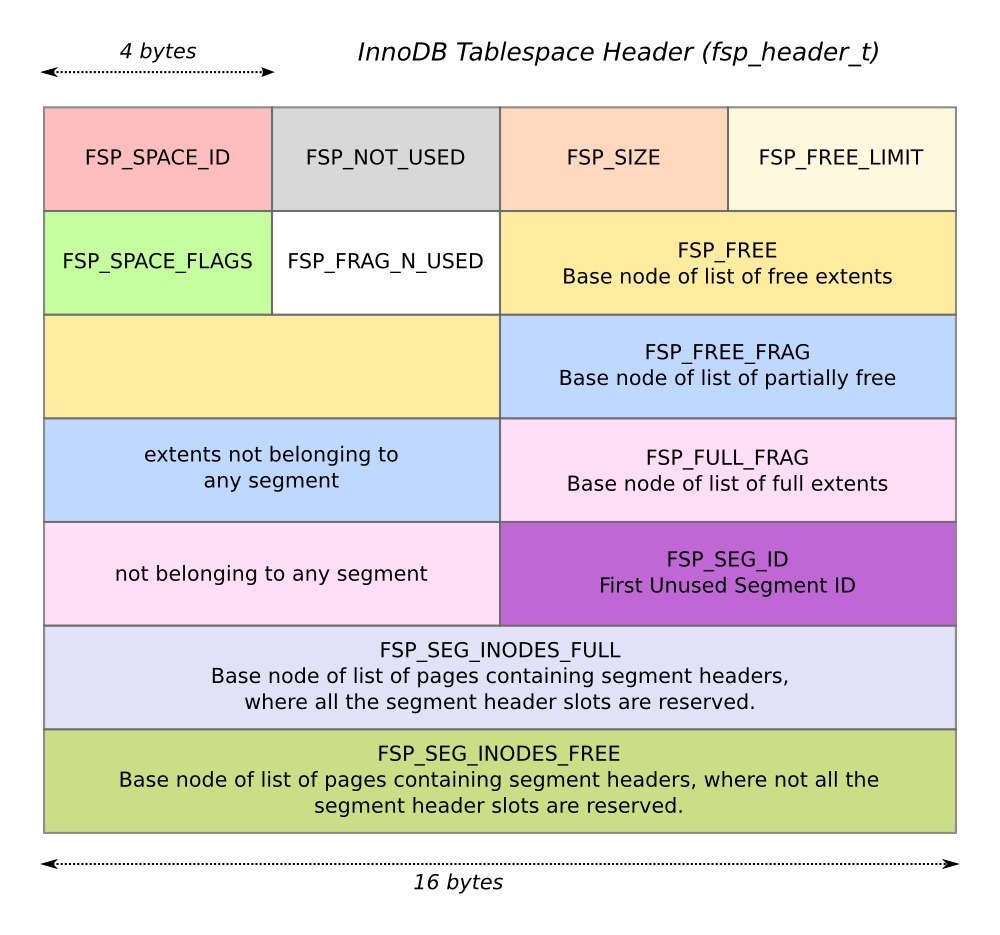 4 bytes
InnoDB Tablespace Header (fsp_header_t)
FSP_SPACE_ID
FSP_NOT_USED
FSP_SIZE
FSP_FREE_LIMIT
FSP_SPACE_FLAGS
FSP_FRAG_N_USED
FSP_FREE
Base node of list of free extents
FSP_FREE_FRAG
Base node of list of partially free
extents not belonging to
any segment
FSP_FULL_FRAG
Base node of list of full extents
not belonging to any segment
FSP_SEG_ID
First Unused Segment ID
FSP_SEG_INODES_FULL
Base node of list of pages containing segment headers,
where all the segment header slots are reserved.
FSP_SEG_INODES_FREE
Base node of list of pages containing segment headers, where not all the
segment header slots are reserved.
16 bytes